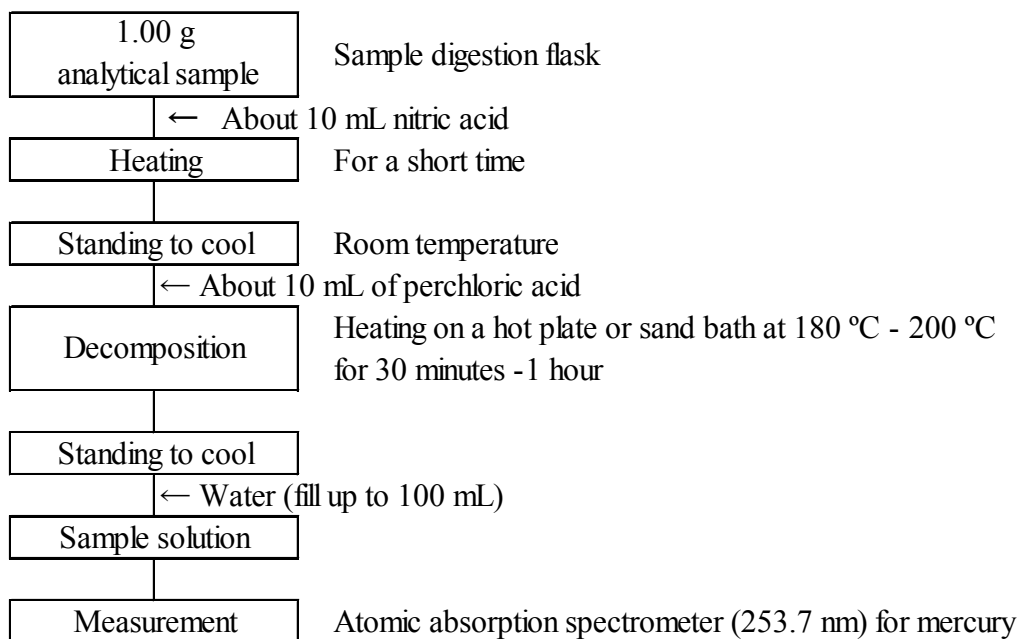 1.00 g
analytical sample
Sample digestion flask
← About 10 mL nitric acid
Heating
For a short time
Standing to cool
Room temperature
← About 10 mL of perchloric acid
Decomposition
Heating on a hot plate or sand bath at 180 ºC - 200 ºC
for 30 minutes -1 hour
Standing to cool
← Water (fill up to 100 mL)
Sample solution
Measurement
Atomic absorption spectrometer (253.7 nm) for mercury